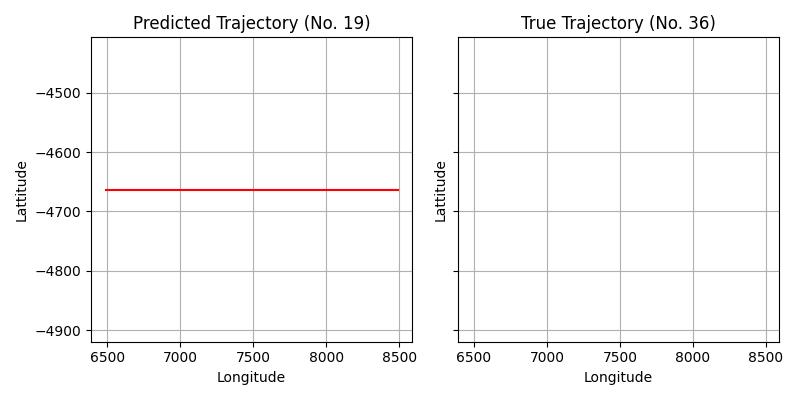 Predicted Trajectory (No. 19)
True Trajectory (No. 36)
−4500
−4600
−4700
−4800
−4900
Lattitude
Lattitude
6500 7000 7500 8000 8500
6500 7000 7500 8000 8500
Longitude
Longitude